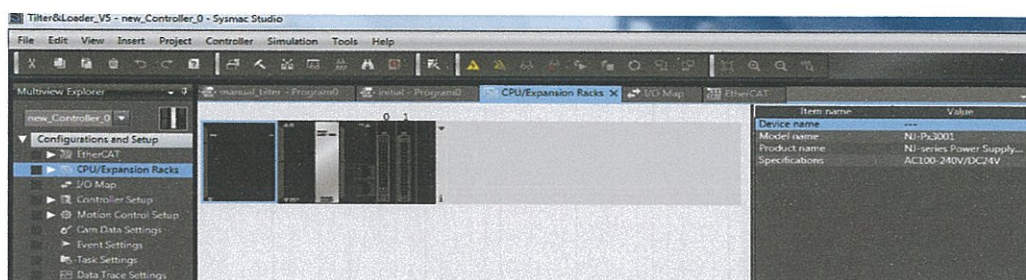 Tilter&Loader_V5 - new_Controller_0 - Sysmac Studio
File Edit View Insert Project Controller Simulation Tools Help
Multiview Explorer
manual_tilter - Program0
initial - Program0
CPU/Expansion Racks
I/O Map
EtherCAT
new_Controller_0
Configurations and Setup
EtherCAT
CPU/Expansion Racks
I/O Map
Controller Setup
Motion Control Setup
Cam Data Settings
Event Settings
Task Settings
Data Trace Settings
0 1
Item name Value
Device name ---
Model name NJ-Px3001
Product name NJ-series Power Supply...
Specifications AC100-240V/DC24V